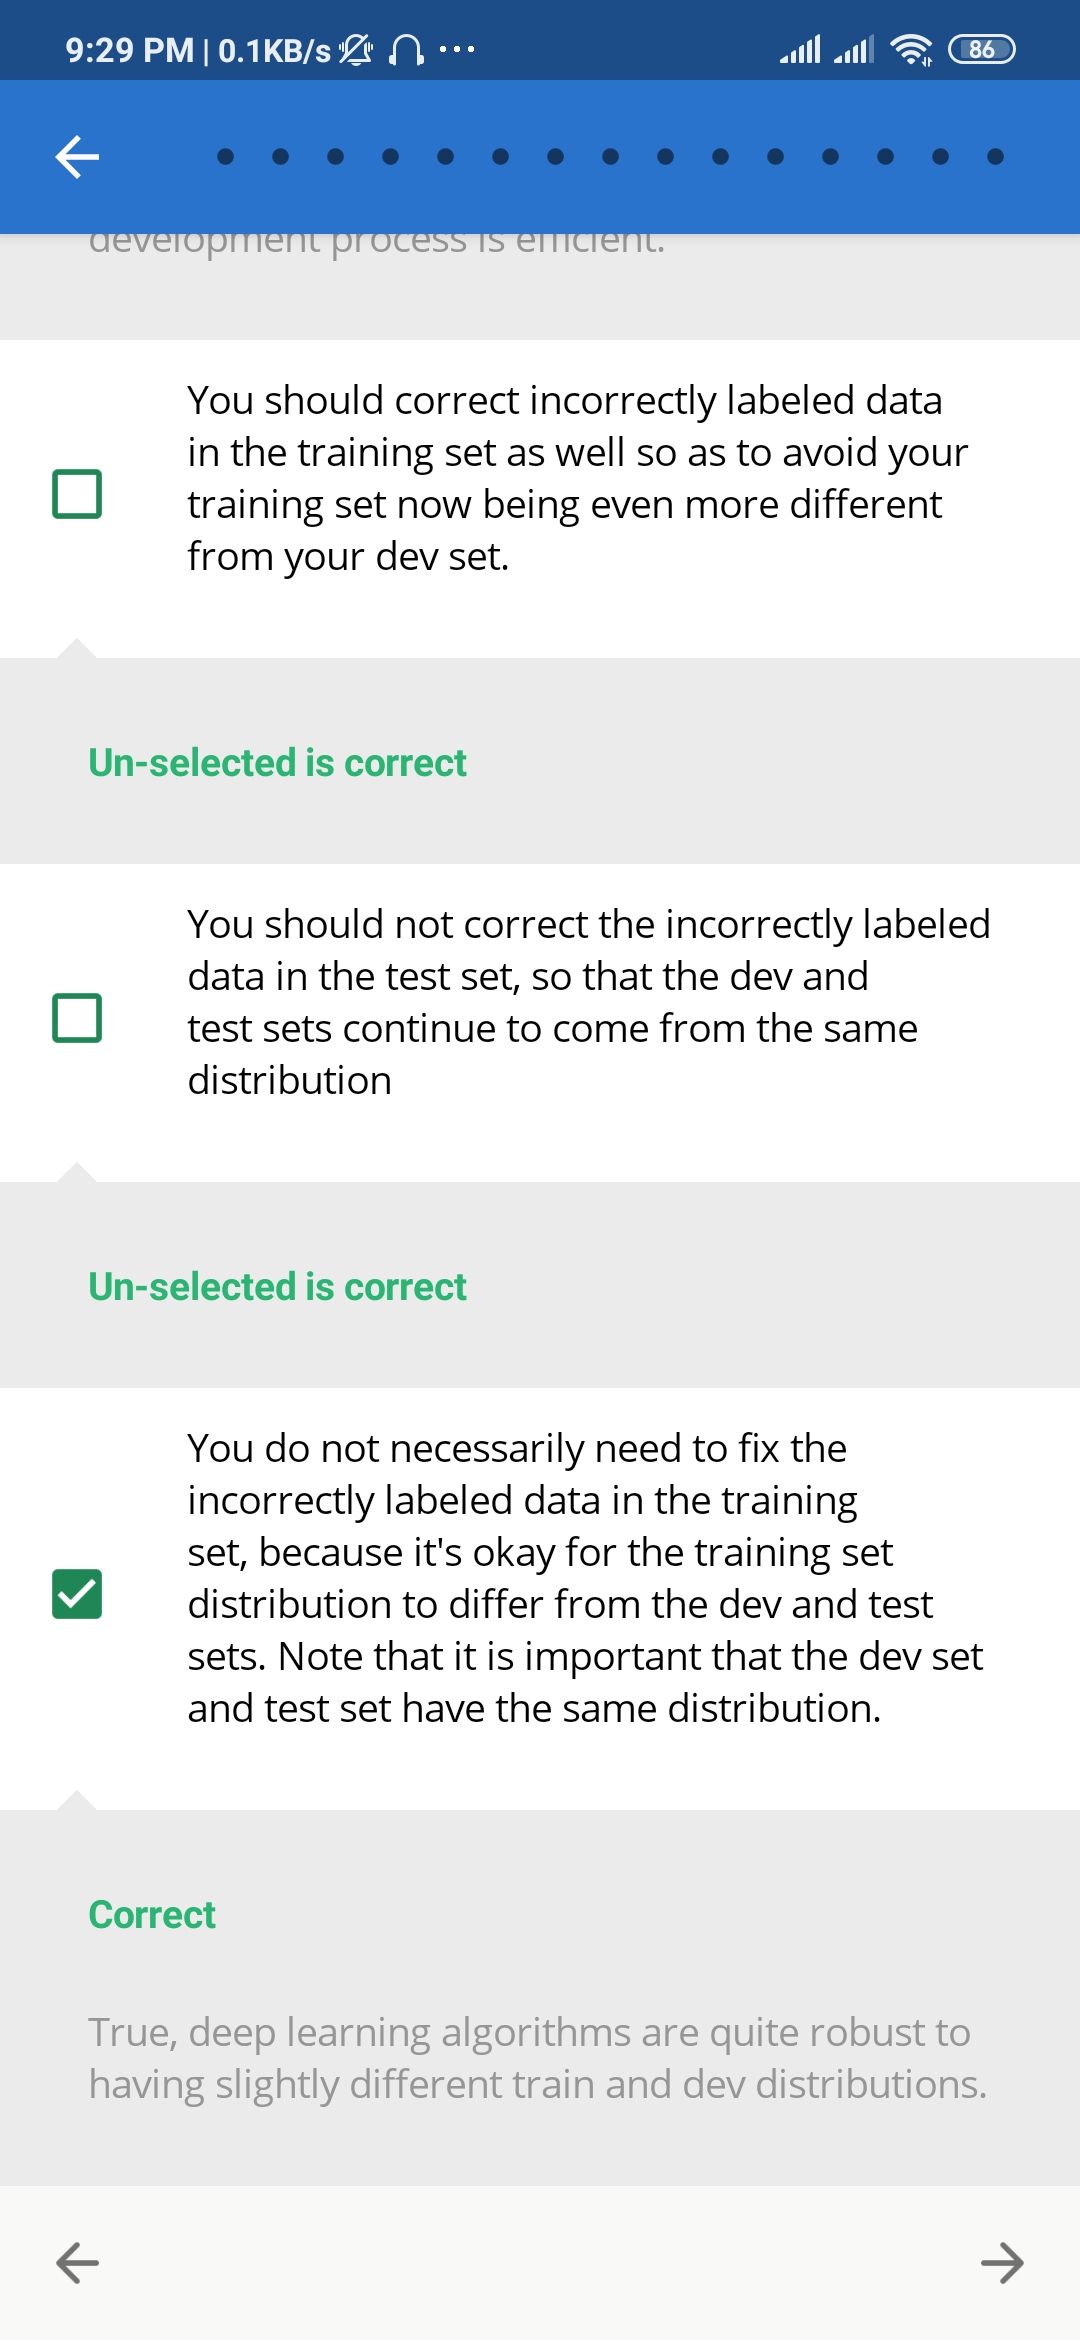 9:29 PM | 0.1KB/s ... 86
development process is efficient.
You should correct incorrectly labeled data
in the training set as well so as to avoid your
training set now being even more different
from your dev set.
Un-selected is correct
You should not correct the incorrectly labeled
data in the test set, so that the dev and
test sets continue to come from the same
distribution
Un-selected is correct
You do not necessarily need to fix the
incorrectly labeled data in the training
set, because it's okay for the training set
distribution to differ from the dev and test
sets. Note that it is important that the dev set
and test set have the same distribution.
Correct
True, deep learning algorithms are quite robust to
having slightly different train and dev distributions.